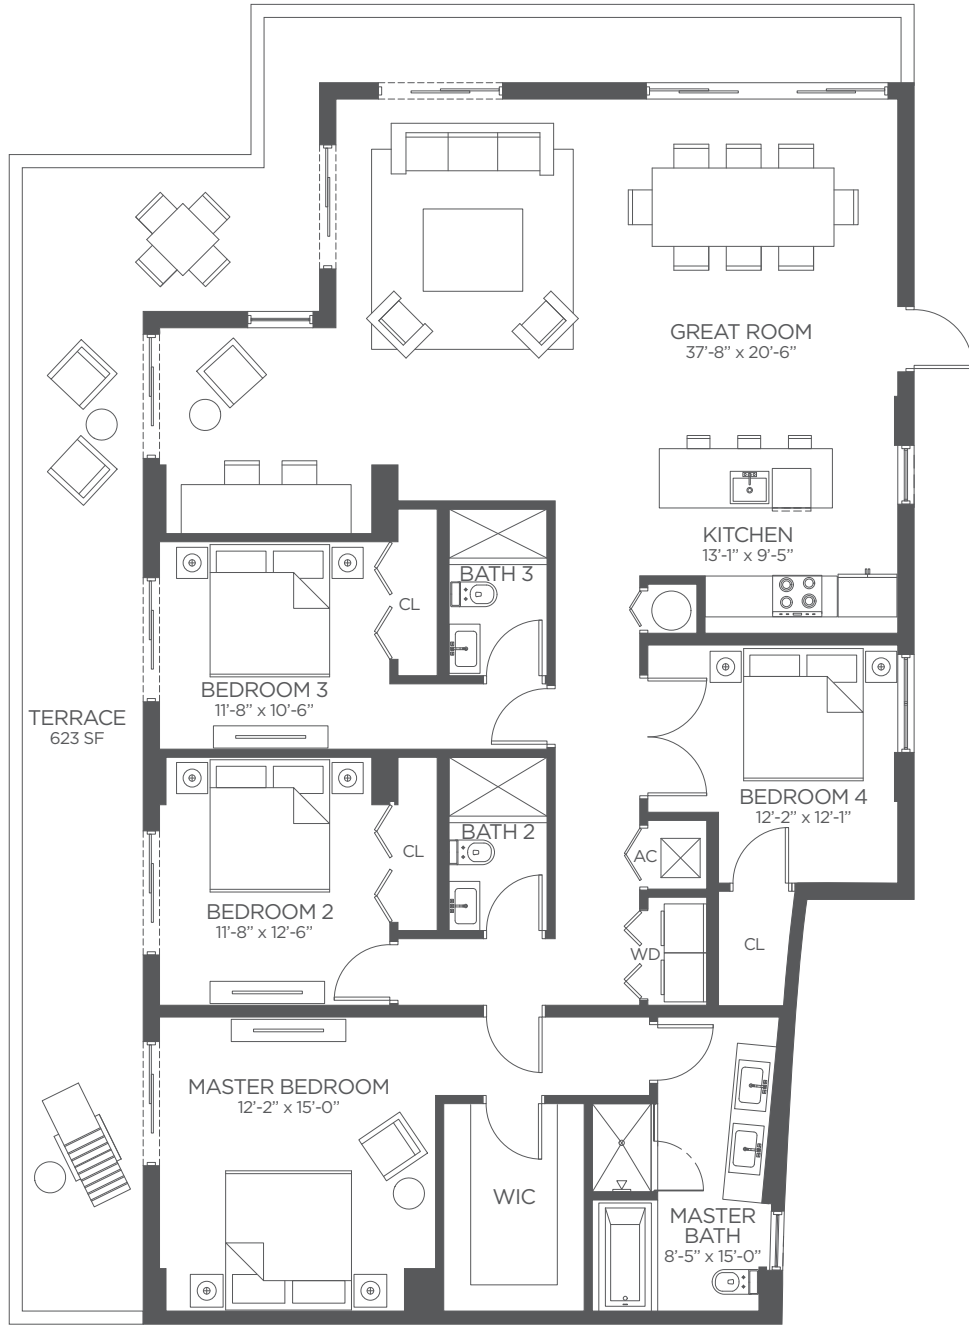 GREAT ROOM
37’-8” x 20’-6”
KITCHEN
13’-1” x 9’-5”
BATH 3
CL
BEDROOM 3
11’-8” x 10’-6”
TERRACE
623 SF
BEDROOM 4
12’-2” x 12’-1”
BATH 2
CL
AC
BEDROOM 2
11’-8” x 12’-6”
WD
CL
MASTER BEDROOM
12’-2” x 15’-0”
WIC
MASTER
BATH
8’-5” x 15’-0”